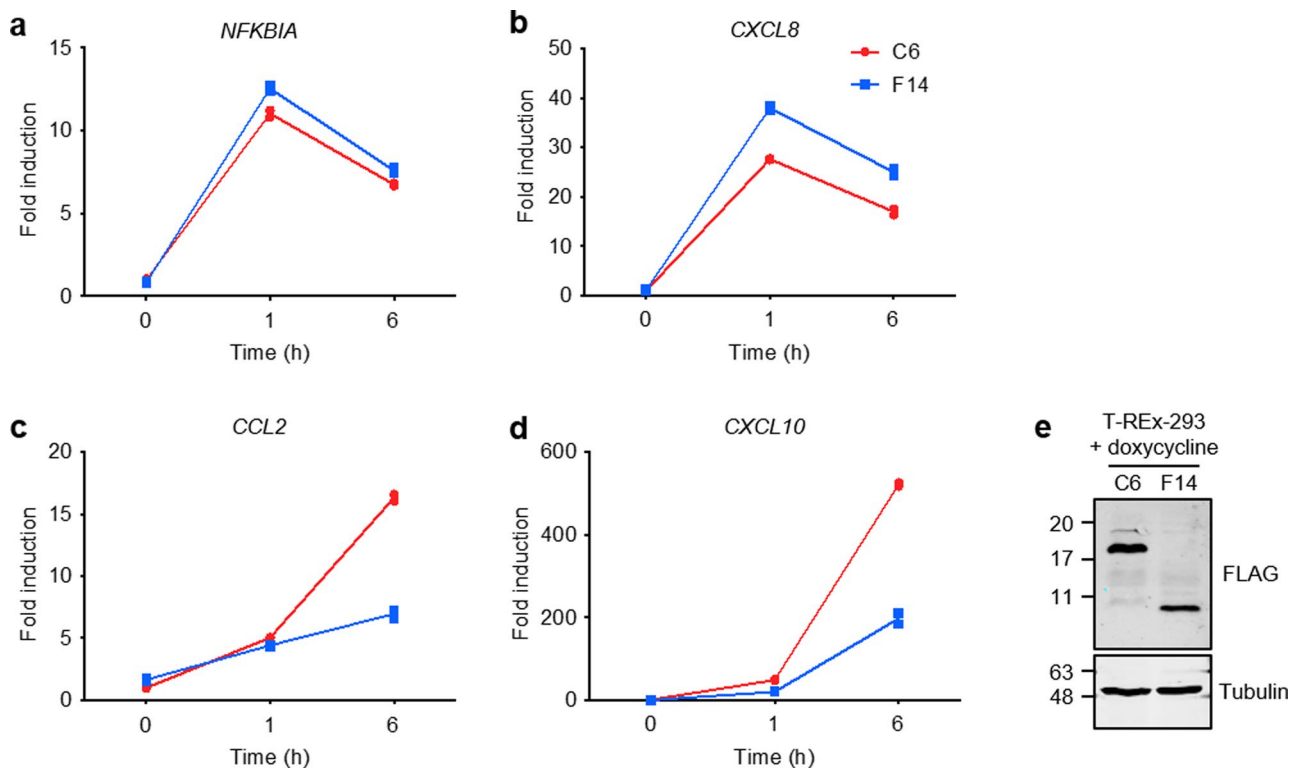 a
NFKBIA
15
10
5
0
Fold induction
0 1 6
Time (h)
b
CXCL8
50
40
30
20
10
0
Fold induction
0 1 6
Time (h)
C6
F14
c
CCL2
20
15
10
5
0
Fold induction
0 1 6
Time (h)
d
CXCL10
600
400
200
0
Fold induction
0 1 6
Time (h)
e
T-REx-293
+ doxycycline
C6 F14
20
17
11
FLAG
63
48
Tubulin